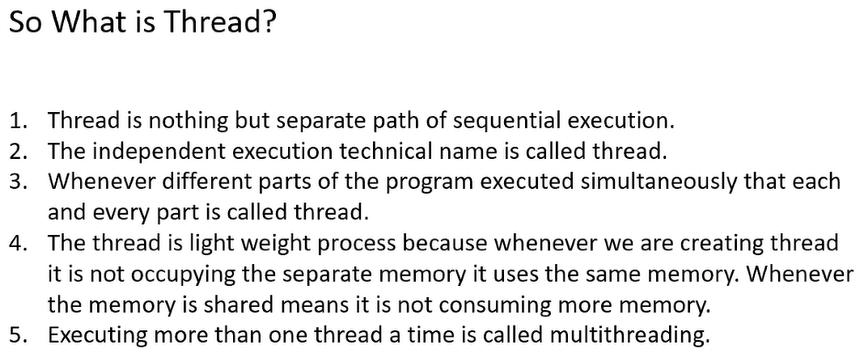 So What is Thread?
1. Thread is nothing but separate path of sequential execution.
2. The independent execution technical name is called thread.
3. Whenever different parts of the program executed simultaneously that each
and every part is called thread.
4. The thread is light weight process because whenever we are creating thread
it is not occupying the separate memory it uses the same memory. Whenever
the memory is shared means it is not consuming more memory.
5. Executing more than one thread a time is called multithreading.